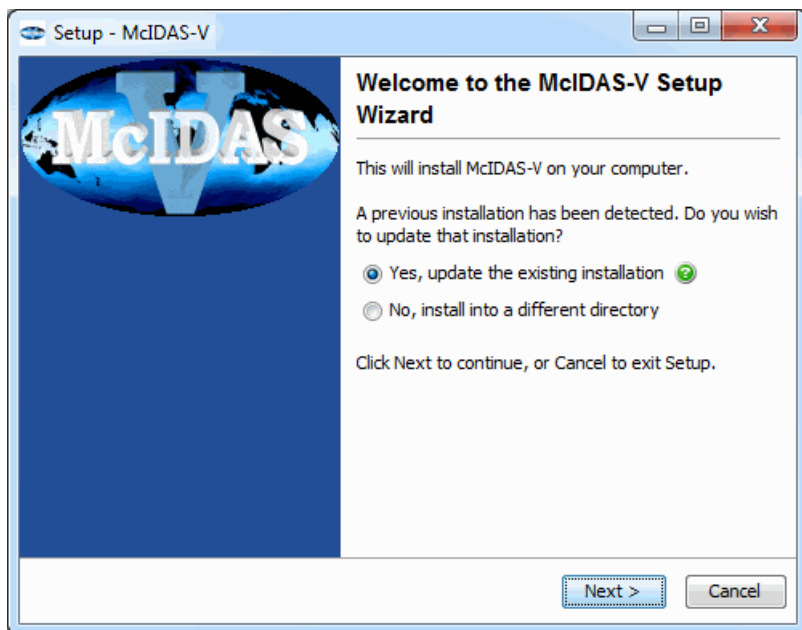 Setup - McIDAS-V
McIDAS
V
Welcome to the McIDAS-V Setup
Wizard
This will install McIDAS-V on your computer.
A previous installation has been detected. Do you wish
to update that installation?
Yes, update the existing installation ?
No, install into a different directory
Click Next to continue, or Cancel to exit Setup.
Next >
Cancel